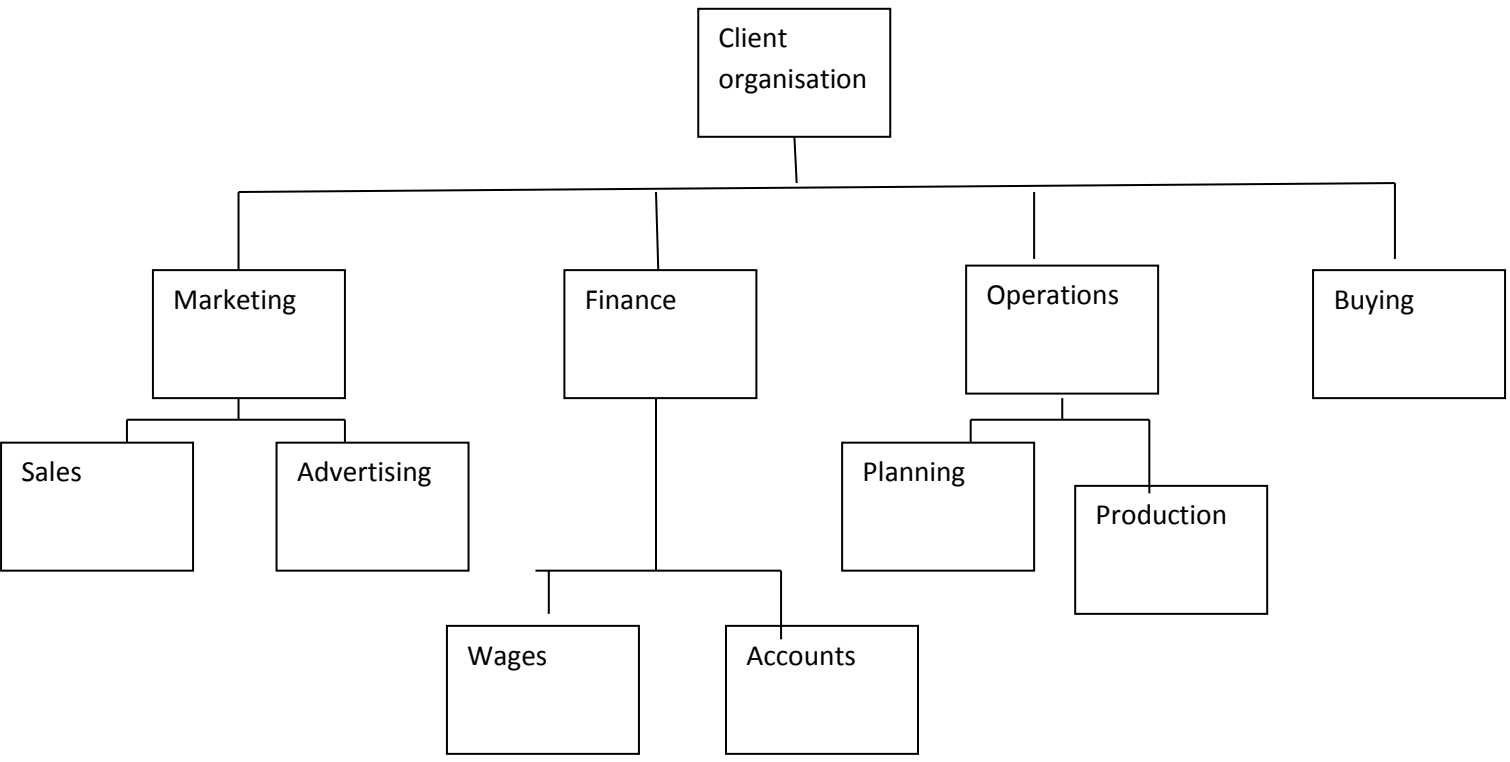 Client
organisation
Marketing
Finance
Operations
Buying
Sales
Advertising
Planning
Production
Wages
Accounts